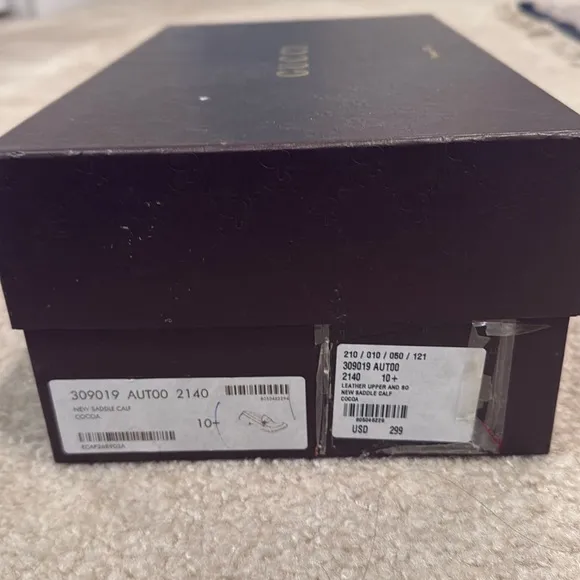 GUCCI
309019 AUT00 2140
NEW SADDLE CALF
COCOA
10+
210 / 010 / 050 / 121
309019 AUT00
2140 10+
LEATHER UPPER AND SO
NEW SADDLE CALF
COCOA
USD 299